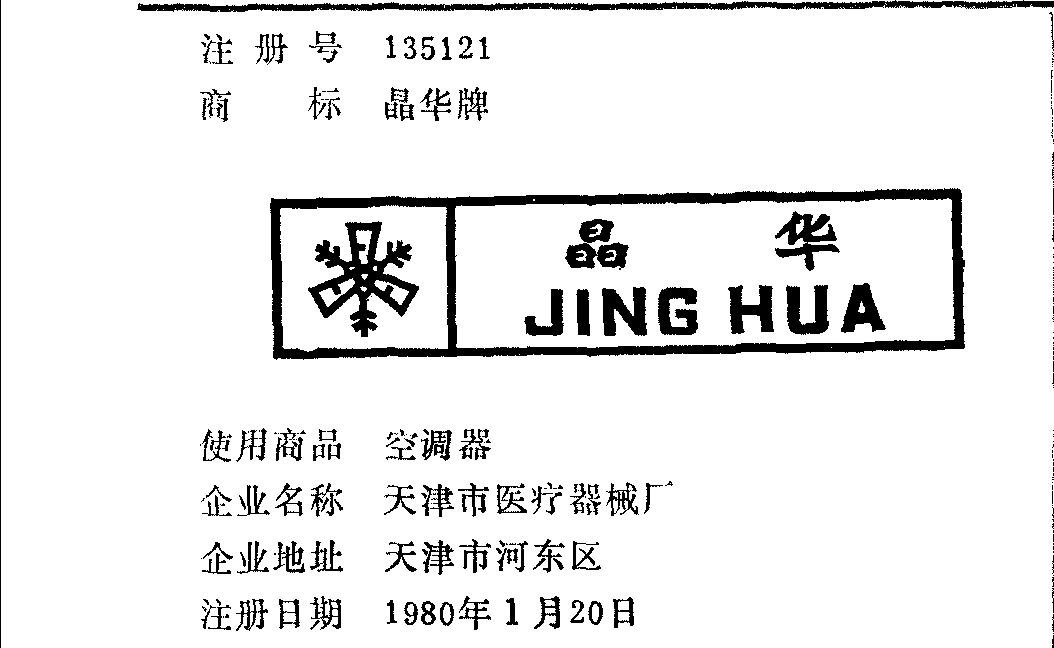 注册号 135121
商标 晶华牌
晶华
JING HUA
使用商品 空调器
企业名称 天津市医疗器械厂
企业地址 天津市河东区
注册日期 1980年1月20日